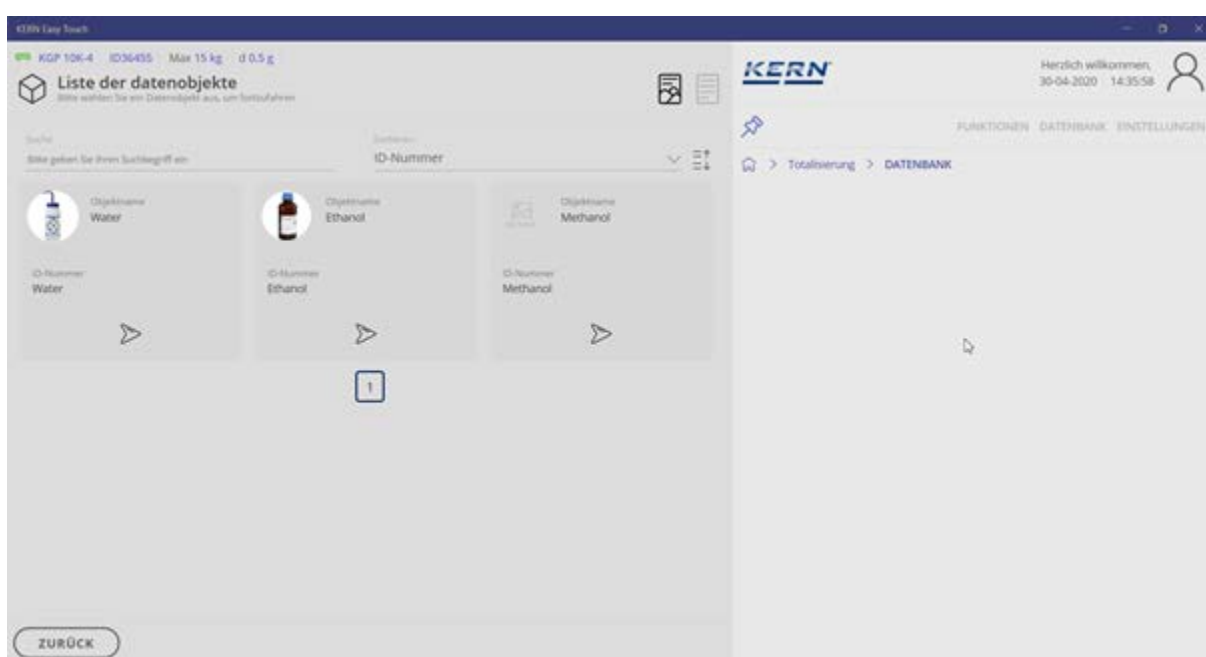 KERN Easy Touch
KGP 10K-4 ID36455 Max 15 kg d 0.5 g
Liste der datenobjekte
Bitte wählen Sie ein Datenobjekt aus, um fortzufahren
Suche
Bitte geben Sie Ihren Suchbegriff ein
Sortieren
ID-Nummer
Objektname
Water
Objektname
Ethanol
Objektname
Methanol
ID-Nummer
Water
ID-Nummer
Ethanol
ID-Nummer
Methanol
1
ZURÜCK
KERN
Herzlich willkommen,
30-04-2020 14:35:58
FUNKTIONEN DATENBANK EINSTELLUNGEN
> Totalisierung > DATENBANK